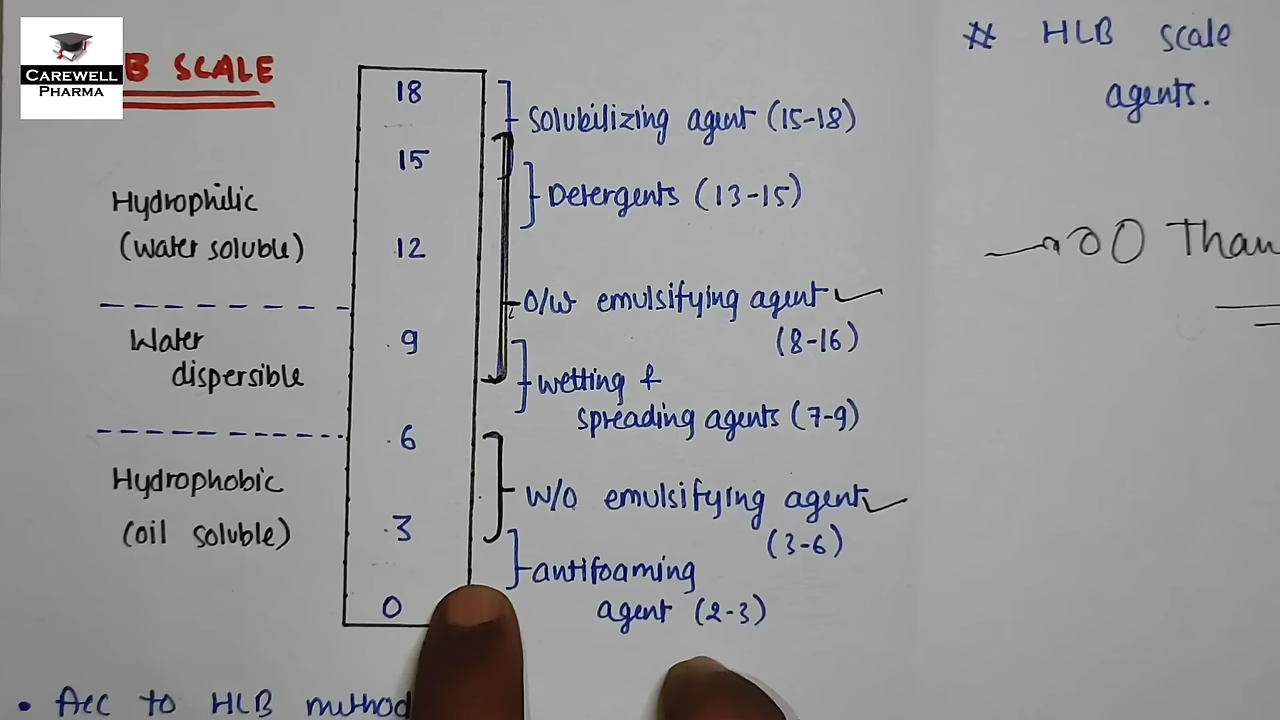 CAREWELL
PHARMA
B SCALE
18
15
12
9
6
3
0
Hydrophilic
(water soluble)
Water
dispersible
Hydrophobic
(oil soluble)
Solubilizing agent (15-18)
Detergents (13-15)
O/W emulsifying agent
(8-16)
Wetting &
spreading agents (7-9)
W/O emulsifying agent
(3-6)
antifoaming
agent (2-3)
# HLB scale
agents.
Than
• Acc to HLB method